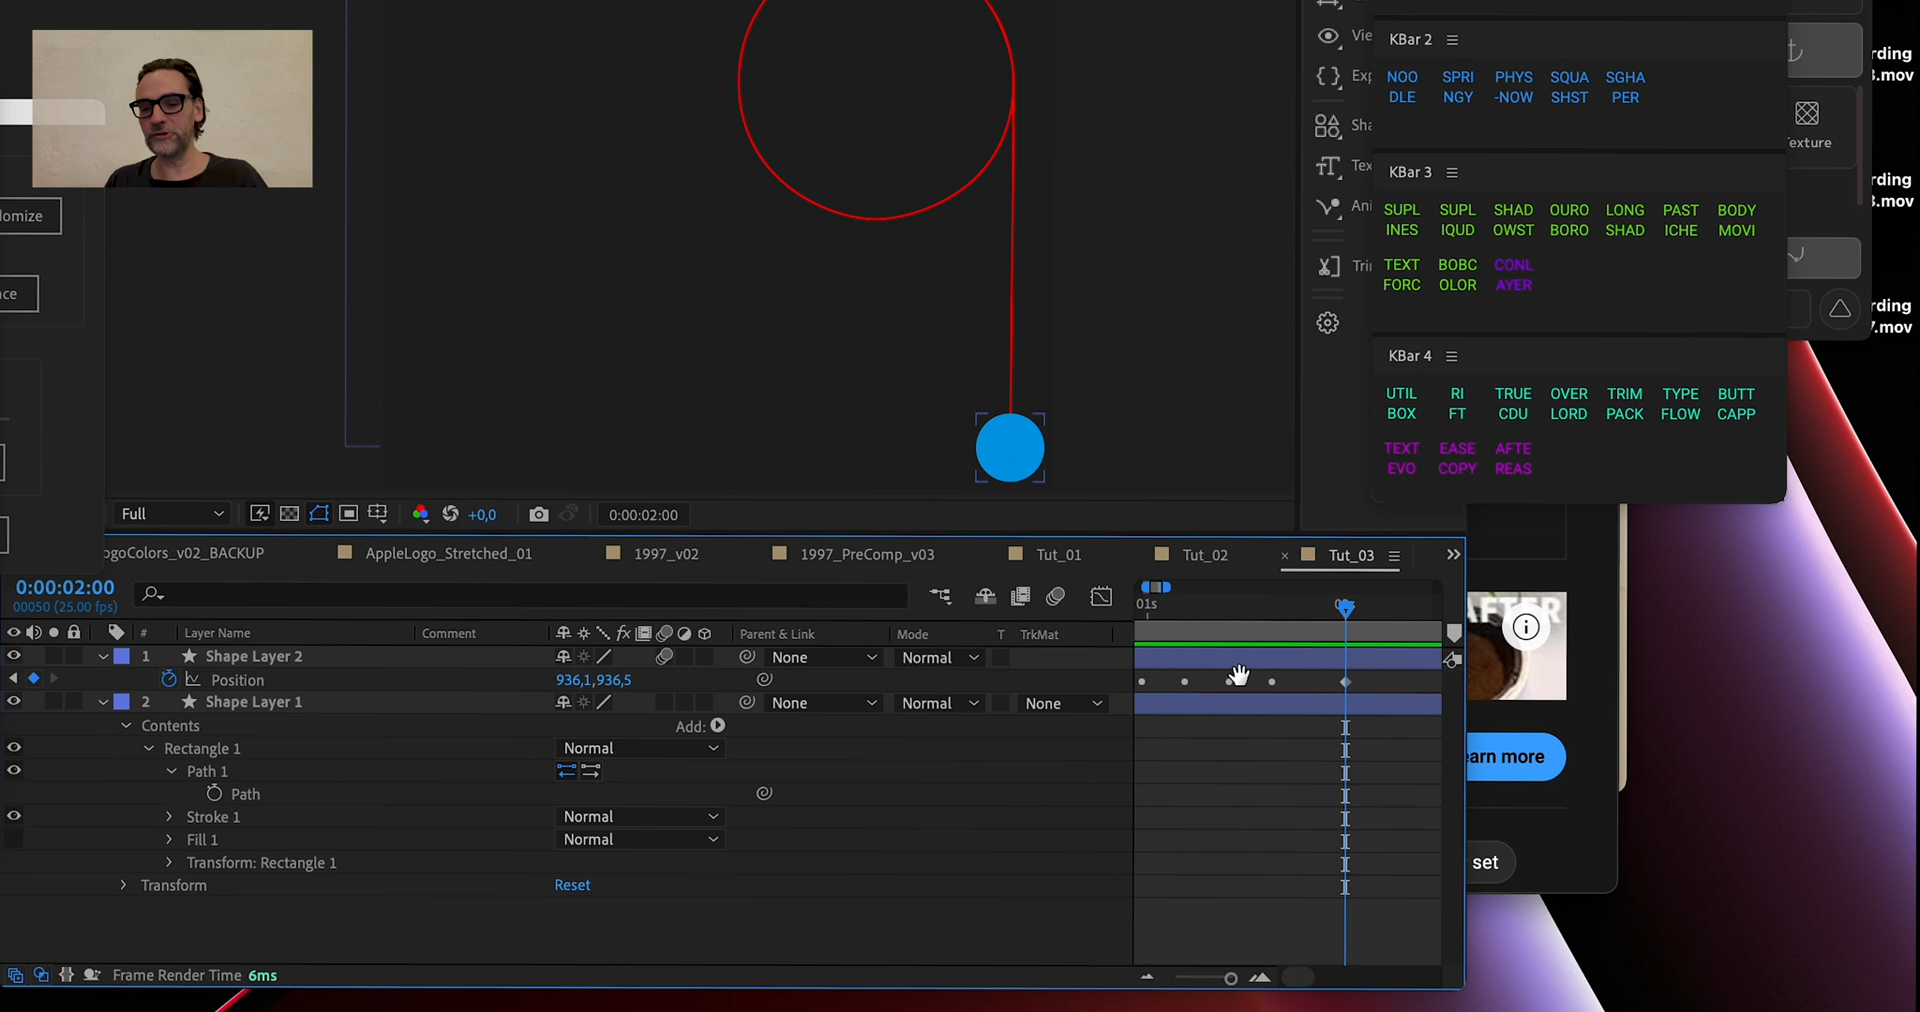 KBar 2
NOO SPRI PHYS SQUA SGHA
DLE NGY -NOW SHST PER
KBar 3
SUPL SUPL SHAD OURO LONG PAST BODY
INES IQUD OWST BORO SHAD ICHE MOVI
TEXT BOBC CONL
FORC OLOR AYER
KBar 4
UTIL RI TRUE OVER TRIM TYPE BUTT
BOX FT CDU LORD PACK FLOW CAPP
TEXT EASE AFTE
EVO COPY REAS
Vie
Exp
Sha
Tex
Ani
Tri
exture
rding
3.mov
rding
3.mov
rding
7.mov
lomize
ce
Full
+0,0
0:00:02:00
ogoColors_v02_BACKUP AppleLogo_Stretched_01 1997_v02 1997_PreComp_v03 Tut_01 Tut_02 × Tut_03
0:00:02:00
00050 (25.00 fps)
01s
# Layer Name Comment fx Parent & Link Mode T TrkMat
1 Shape Layer 2 None Normal
Position 936,1,936,5
2 Shape Layer 1 None Normal None
Contents Add:
Rectangle 1 Normal
Path 1
Path
Stroke 1 Normal
Fill 1 Normal
Transform: Rectangle 1
Transform Reset
Frame Render Time 6ms
AFTER
earn more
set